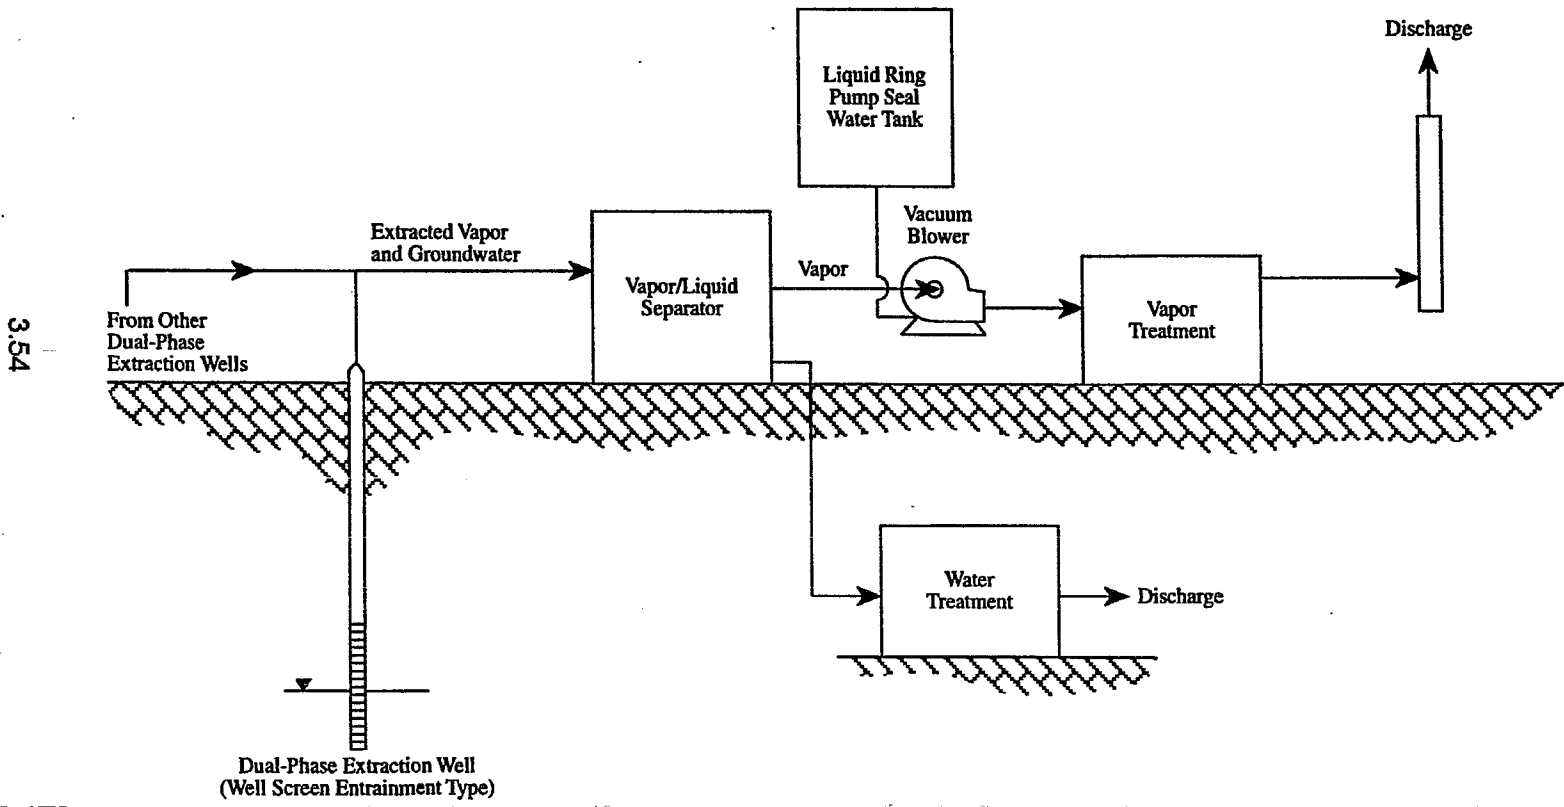 Discharge
Liquid Ring
Pump Seal
Water Tank
Vacuum
Blower
Extracted Vapor
and Groundwater
Vapor/Liquid
Separator
Vapor
Vapor
Treatment
From Other
Dual-Phase
Extraction Wells
3.54
Water
Treatment
Discharge
Dual-Phase Extraction Well
(Well Screen Entrainment Type)